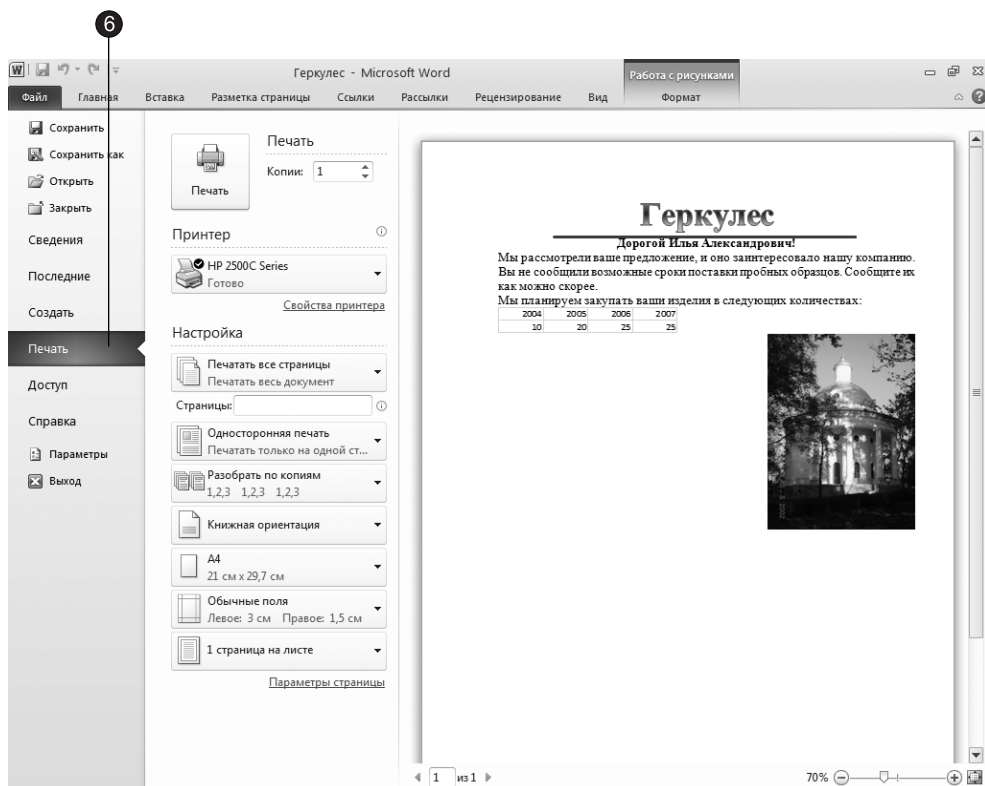 6
Геркулес - Microsoft Word
Работа с рисунками
Файл Главная Вставка Разметка страницы Ссылки Рассылки Рецензирование Вид Формат
Сохранить
Сохранить как
Открыть
Закрыть
Сведения
Последние
Создать
Печать
Доступ
Справка
Параметры
Выход
Печать
Печать
Копии: 1
Принтер
HP 2500C Series
Готово
Свойства принтера
Настройка
Печатать все страницы
Печатать весь документ
Страницы:
Односторонняя печать
Печатать только на одной ст...
Разобрать по копиям
1,2,3 1,2,3 1,2,3
Книжная ориентация
A4
21 см x 29,7 см
Обычные поля
Левое: 3 см Правое: 1,5 см
1 страница на листе
Параметры страницы
Геркулес
Дорогой Илья Александрович!
Мы рассмотрели ваше предложение, и оно заинтересовало нашу компанию.
Вы не сообщили возможные сроки поставки пробных образцов. Сообщите их
как можно скорее.
Мы планируем закупать ваши изделия в следующих количествах:
2004 2005 2006 2007
10 20 25 25
1 из 1
70%